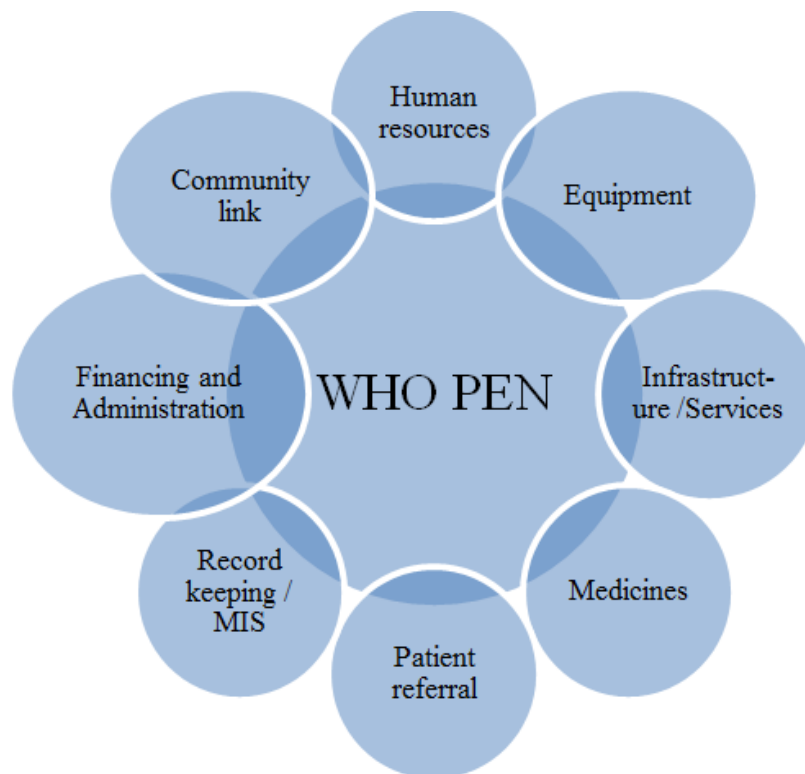 Human
resources
Community
link
Equipment
Financing and
Administration
WHO PEN
Infrastruct-
ure /Services
Record
keeping /
MIS
Medicines
Patient
referral